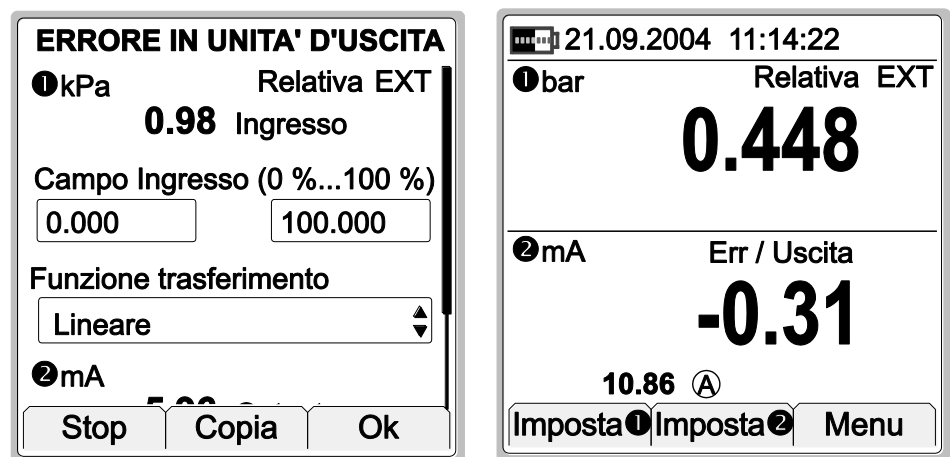 ERRORE IN UNITA' D'USCITA
❶kPa Relativa EXT
0.98 Ingresso
Campo Ingresso (0 %...100 %)
0.000 100.000
Funzione trasferimento
Lineare
❷mA
Stop Copia Ok
21.09.2004 11:14:22
❶bar Relativa EXT
0.448
❷mA Err / Uscita
-0.31
10.86 Ⓐ
Imposta❶ Imposta❷ Menu